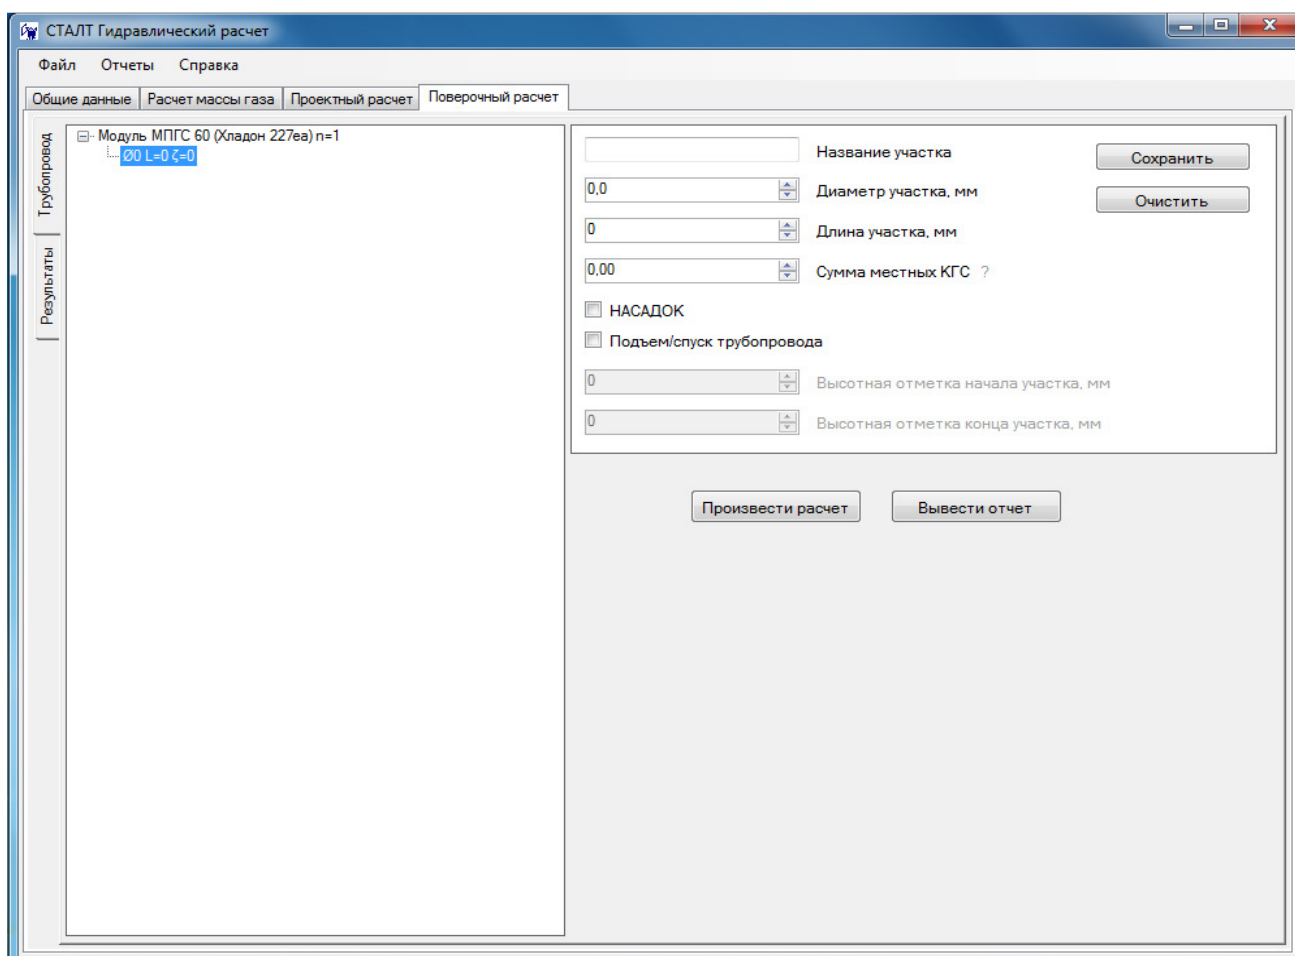 СТАЛТ Гидравлический расчет
Файл Отчеты Справка
Общие данные Расчет массы газа Проектный расчет Поверочный расчет
Трубопровод
Результаты
Модуль МПГС 60 (Хладон 227еа) n=1
Ø0 L=0 ζ=0
Название участка
Сохранить
0,0 Диаметр участка, мм
Очистить
0 Длина участка, мм
0,00 Сумма местных КГС ?
НАСАДОК
Подъем/спуск трубопровода
0 Высотная отметка начала участка, мм
0 Высотная отметка конца участка, мм
Произвести расчет Вывести отчет